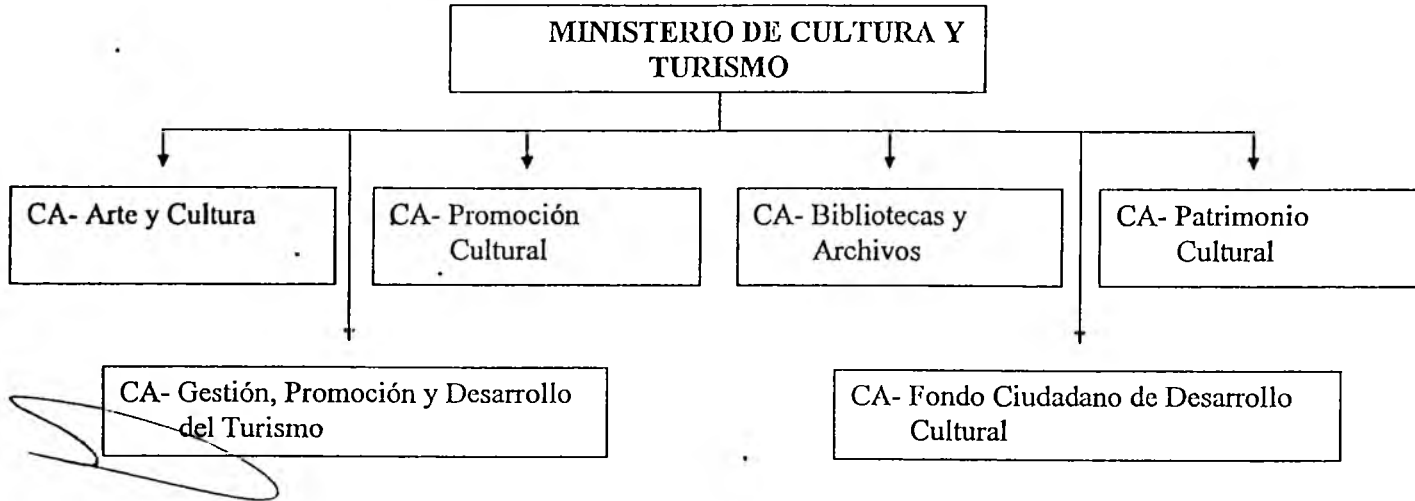 MINISTERIO DE CULTURA Y
TURISMO
CA- Arte y Cultura
CA- Promoción
Cultural
CA- Bibliotecas y
Archivos
CA- Patrimonio
Cultural
CA- Gestión, Promoción y Desarrollo
del Turismo
CA- Fondo Ciudadano de Desarrollo
Cultural